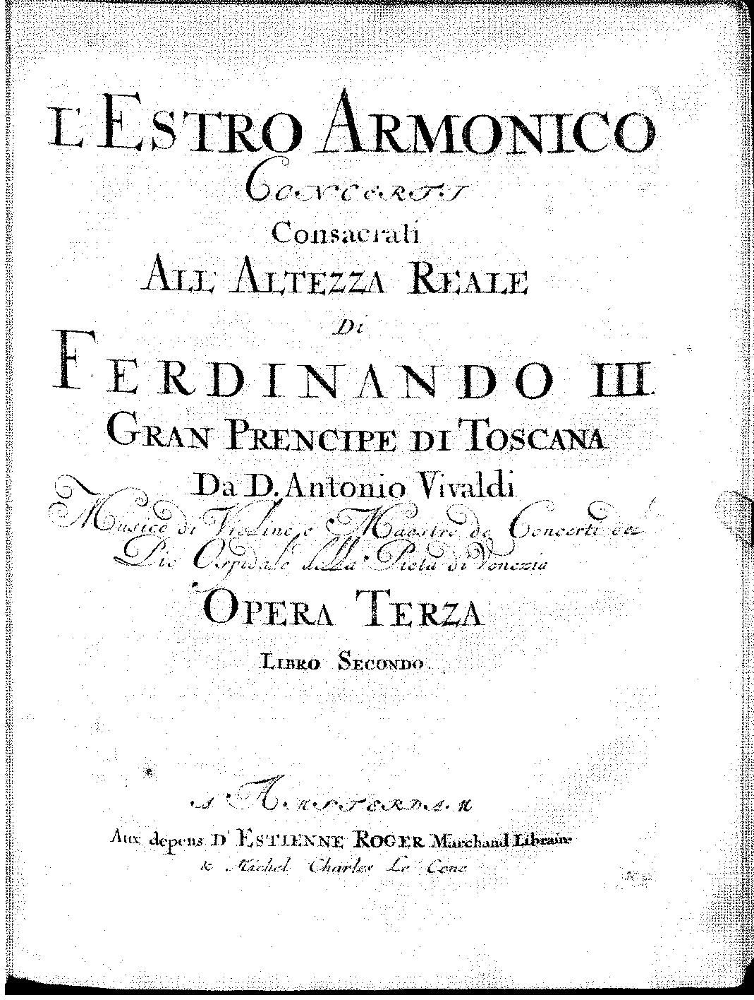 L'ESTRO ARMONICO
CONCERTI
Consacrati
ALL' ALTEZZA REALE
Di
FERDINANDO III.
GRAN PRENCIPE DI TOSCANA
Da D. Antonio Vivaldi
Musico di Violino e Maestro de Concerti del
Pio Ospidale della Pieta di Venezia
OPERA TERZA
LIBRO SECONDO.
A AMSTERDAM
Aux depens D' ESTIENNE ROGER Marchand Libraire
& Michel Charles Le Cene